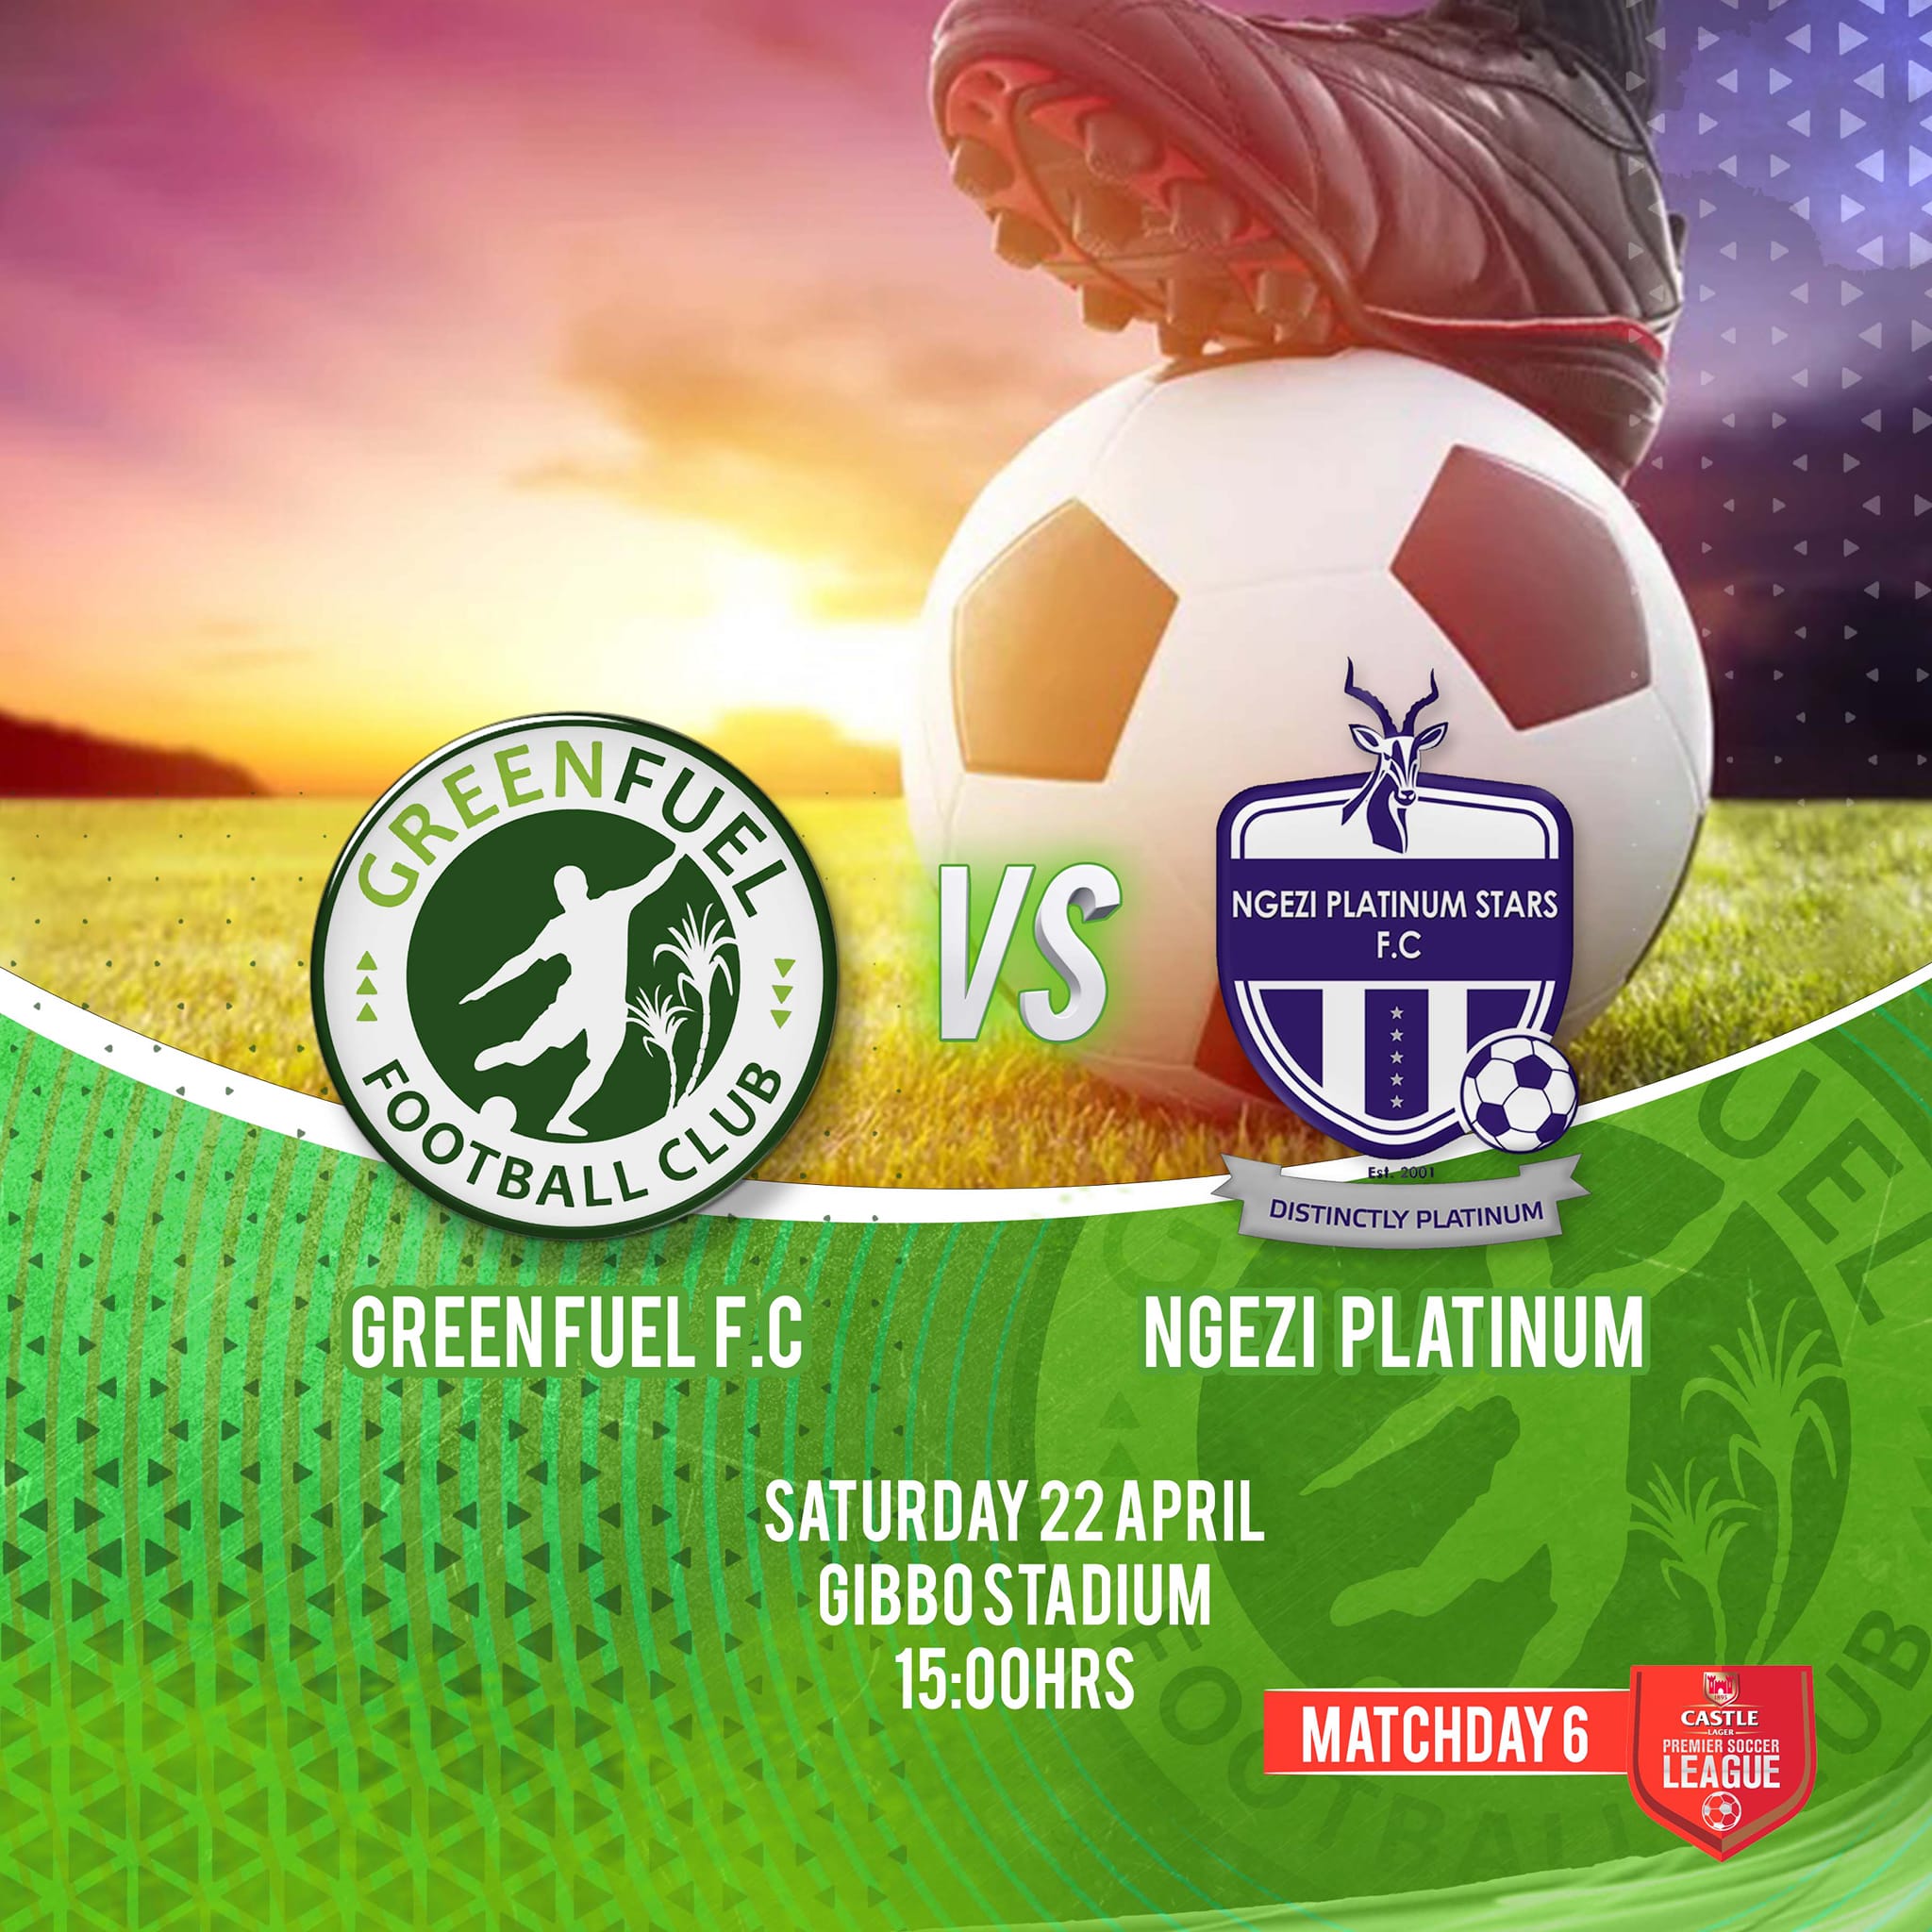 GREENFUEL
FOOTBALL CLUB
VS
NGEZI PLATINUM STARS
F.C
Est. 2001
DISTINCTLY PLATINUM
GREENFUEL F.C
NGEZI PLATINUM
SATURDAY 22 APRIL
GIBBO STADIUM
15:00HRS
MATCHDAY 6
1895
CASTLE
LAGER
PREMIER SOCCER
LEAGUE